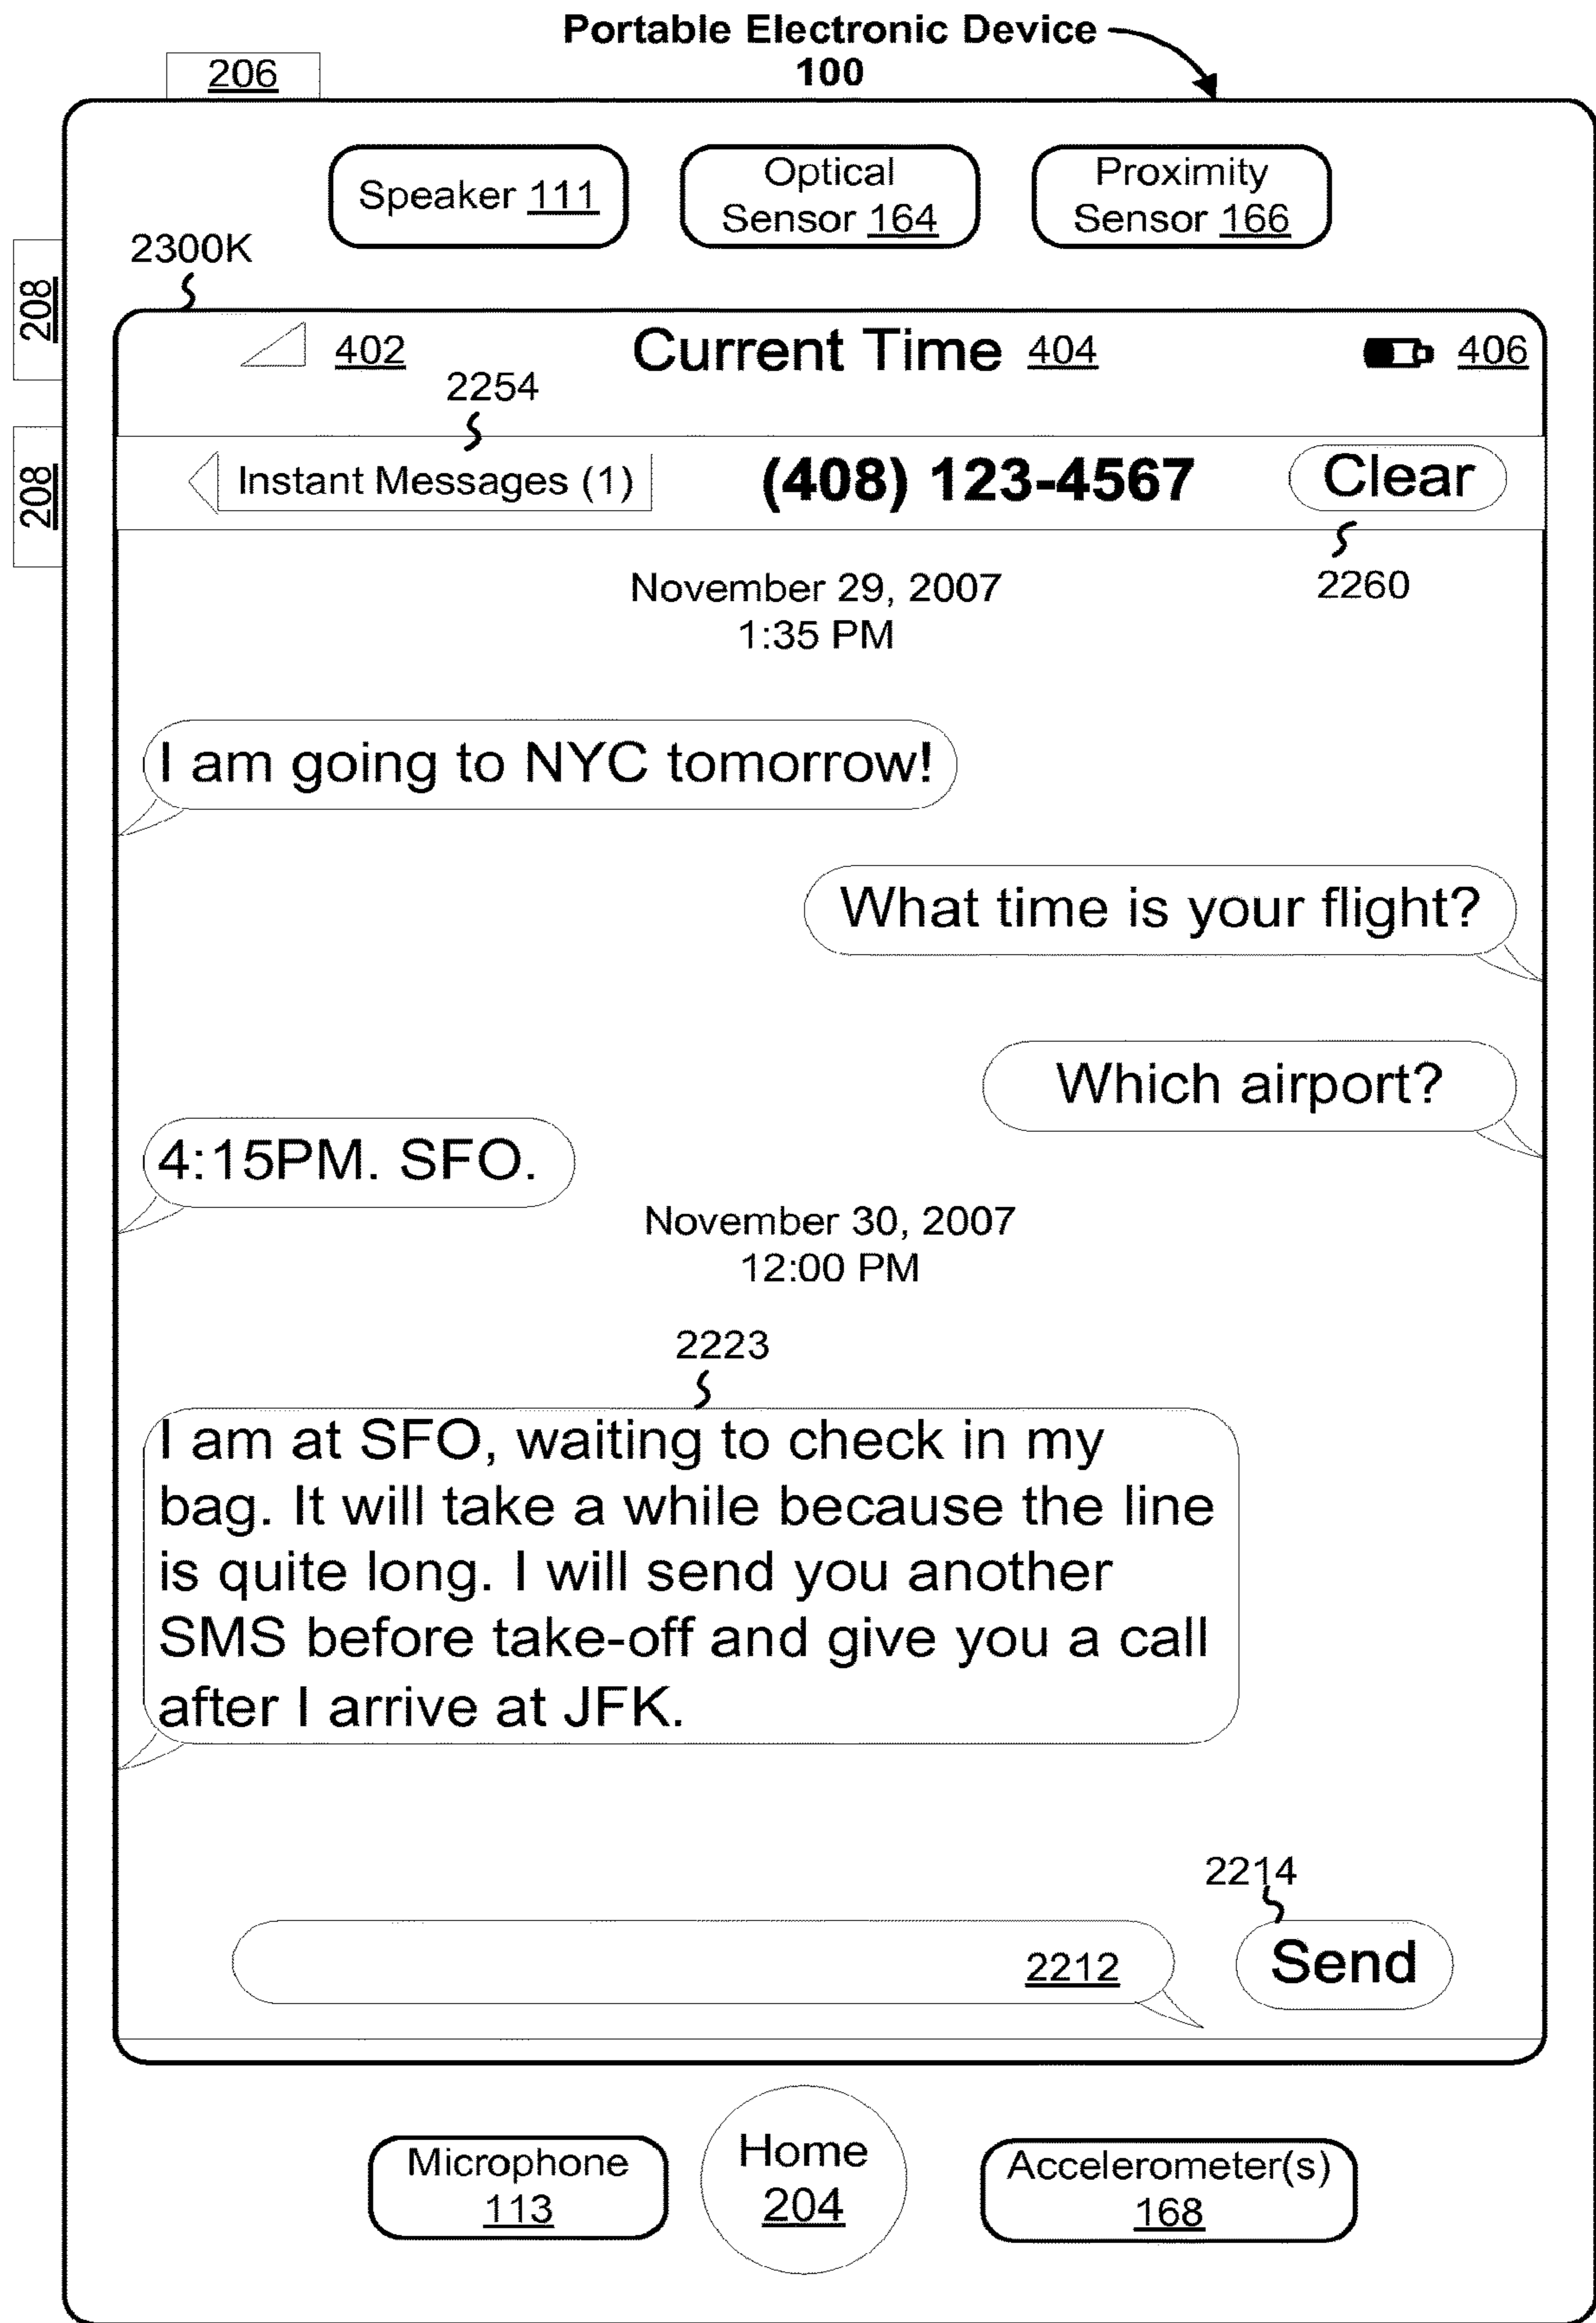 Portable Electronic Device
100
206
Speaker 111
Optical
Sensor 164
Proximity
Sensor 166
2300K
208
402
Current Time 404
406
2254
208
Instant Messages (1)
(408) 123-4567
Clear
2260
November 29, 2007
1:35 PM
I am going to NYC tomorrow!
What time is your flight?
Which airport?
4:15PM. SFO.
November 30, 2007
12:00 PM
2223
I am at SFO, waiting to check in my
bag. It will take a while because the line
is quite long. I will send you another
SMS before take-off and give you a call
after I arrive at JFK.
2214
2212
Send
Microphone
113
Home
204
Accelerometer(s)
168